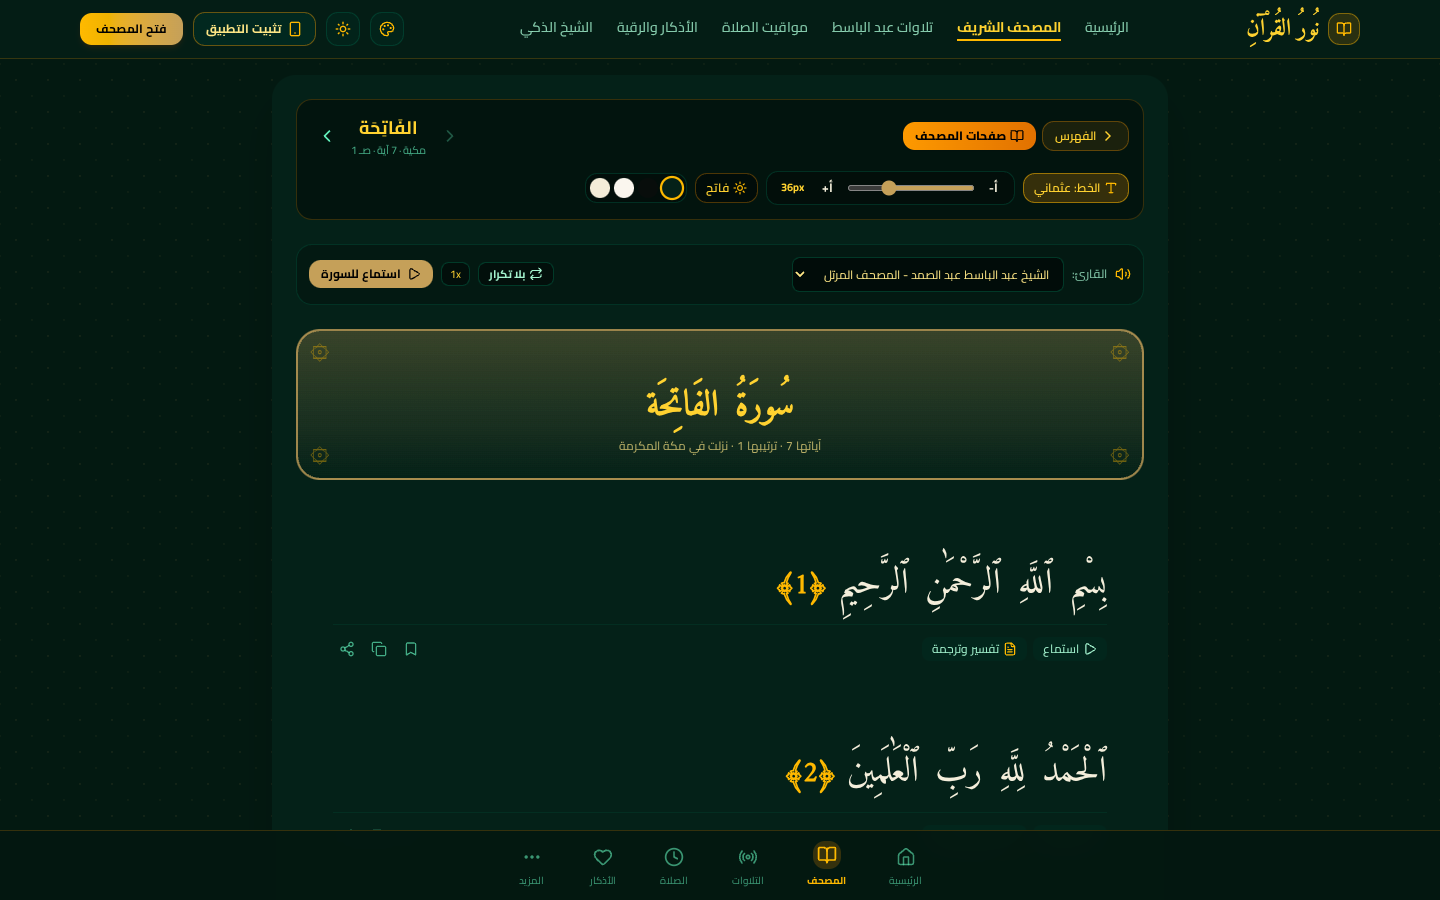 نُورُ القُرْآنِ
الرئيسية
المصحف الشريف
تلاوات عبد الباسط
مواقيت الصلاة
الأذكار والرقية
الشيخ الذكي
تثبيت التطبيق
فتح المصحف
الفهرس
صفحات المصحف
الفَاتِحَة
مكية · 7 آية · صـ 1
الخط: عثماني
أ-
أ+
36px
فاتح
القارئ:
الشيخ عبد الباسط عبد الصمد - المصحف المرتل
بلا تكرار
1x
استماع للسورة
سُورَةُ الفَاتِحَة
آياتها 7 · ترتيبها 1 · نزلت في مكة المكرمة
بِسْمِ ٱللَّهِ ٱلرَّحْمَٰنِ ٱلرَّحِيمِ ﴿1﴾
استماع
تفسير وترجمة
ٱلْحَمْدُ لِلَّهِ رَبِّ ٱلْعَٰلَمِينَ ﴿2﴾
الرئيسية
المصحف
التلاوات
الصلاة
الأذكار
المزيد